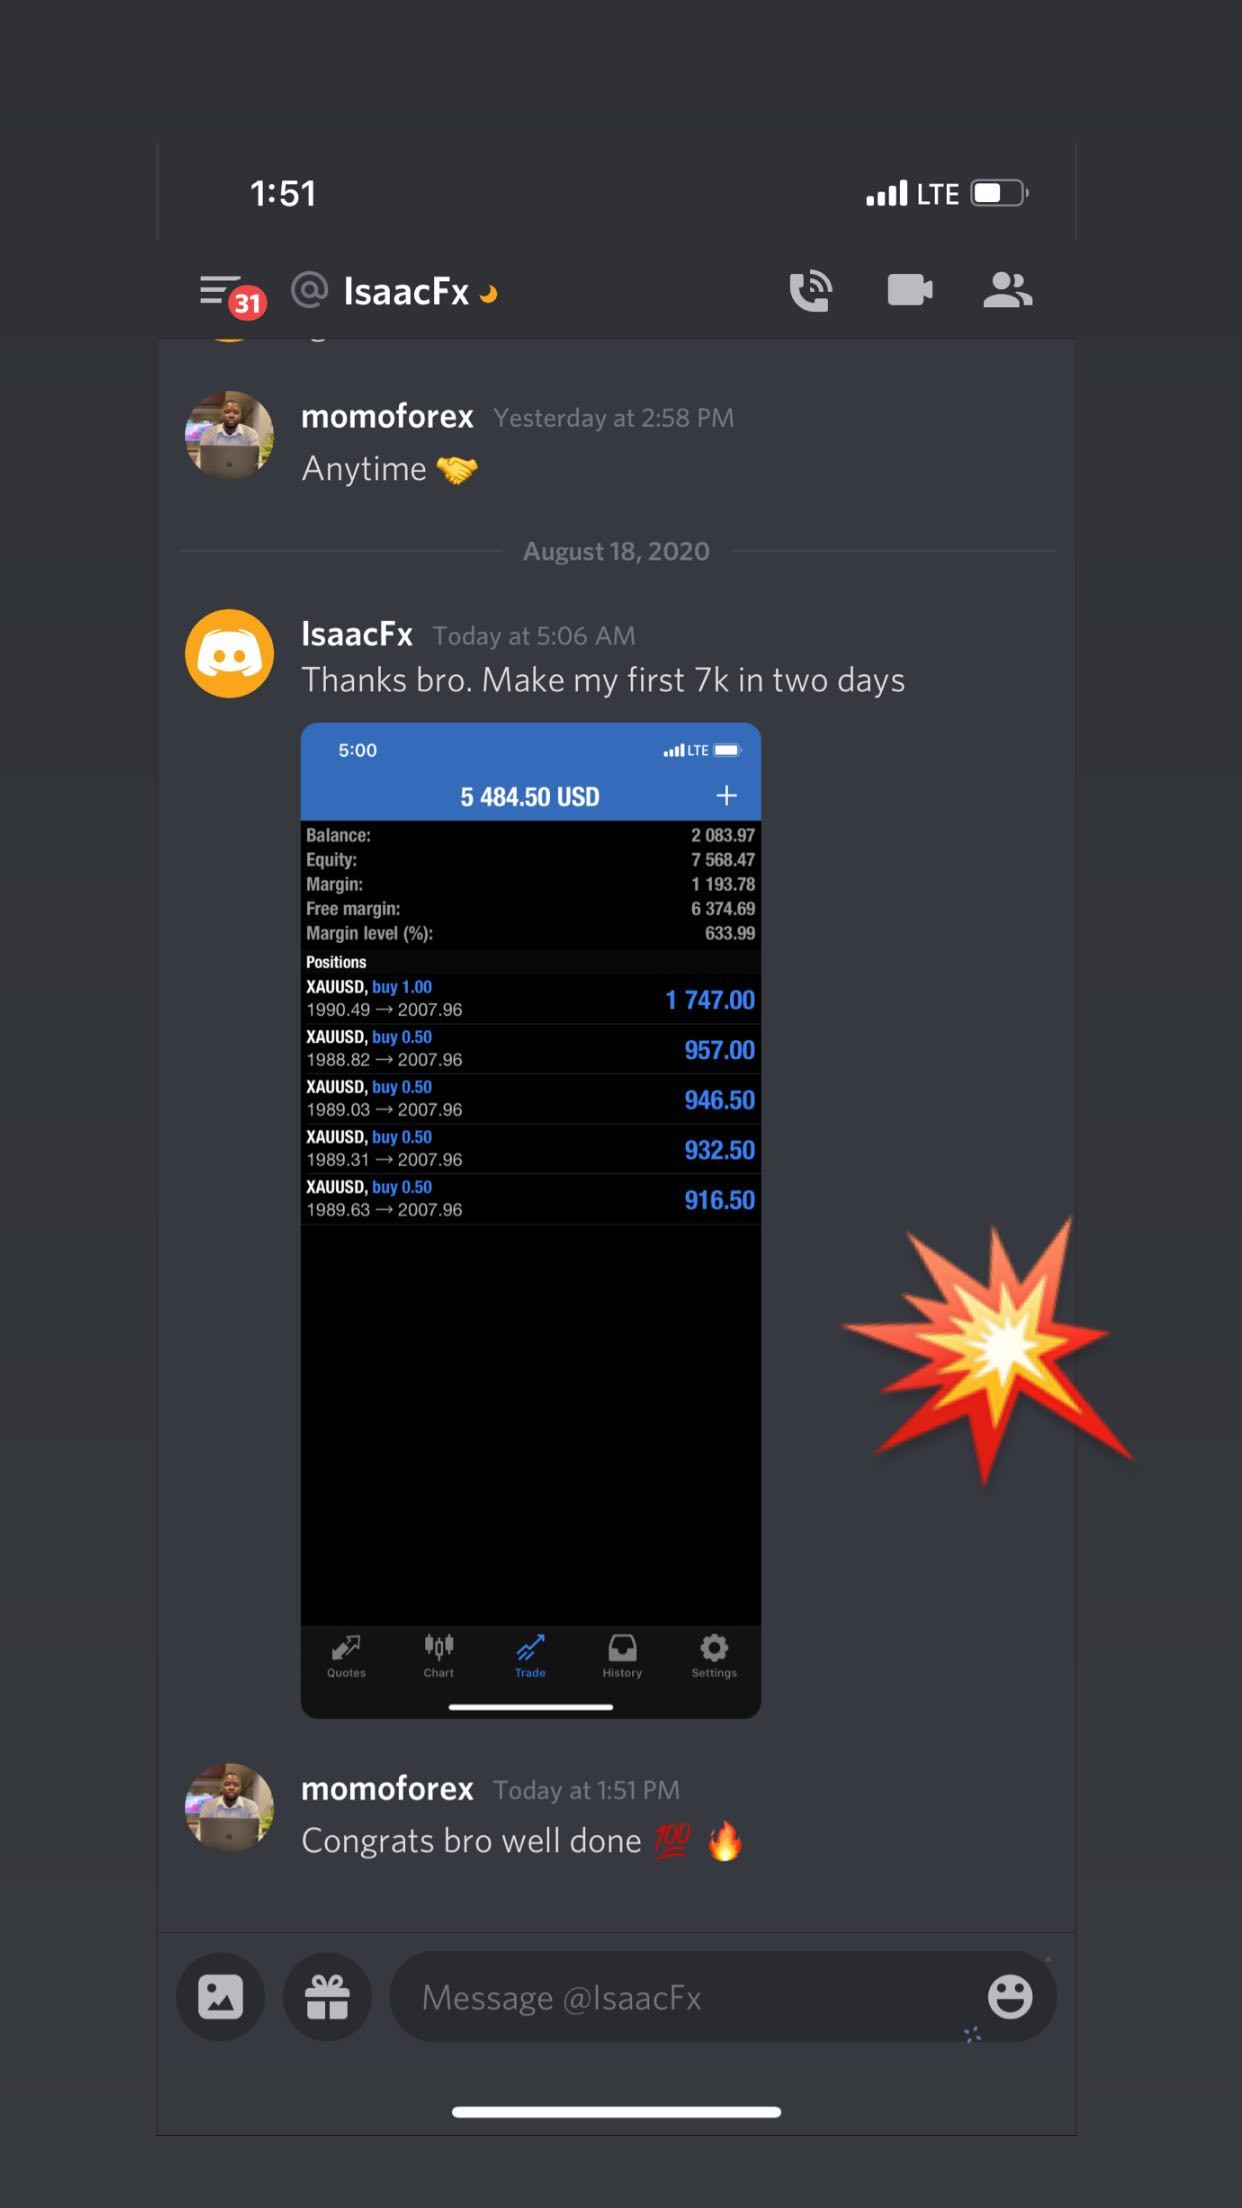 1:51
LTE
31
@ IsaacFx
momoforex Yesterday at 2:58 PM
Anytime 🤝
August 18, 2020
IsaacFx Today at 5:06 AM
Thanks bro. Make my first 7k in two days
5:00
LTE
5 484.50 USD +
Balance: 2 083.97
Equity: 7 568.47
Margin: 1 193.78
Free margin: 6 374.69
Margin level (%): 633.99
Positions
XAUUSD, buy 1.00
1990.49 → 2007.96 1 747.00
XAUUSD, buy 0.50
1988.82 → 2007.96 957.00
XAUUSD, buy 0.50
1989.03 → 2007.96 946.50
XAUUSD, buy 0.50
1989.31 → 2007.96 932.50
XAUUSD, buy 0.50
1989.63 → 2007.96 916.50
Quotes Chart Trade History Settings
momoforex Today at 1:51 PM
Congrats bro well done 💯 🔥
Message @IsaacFx